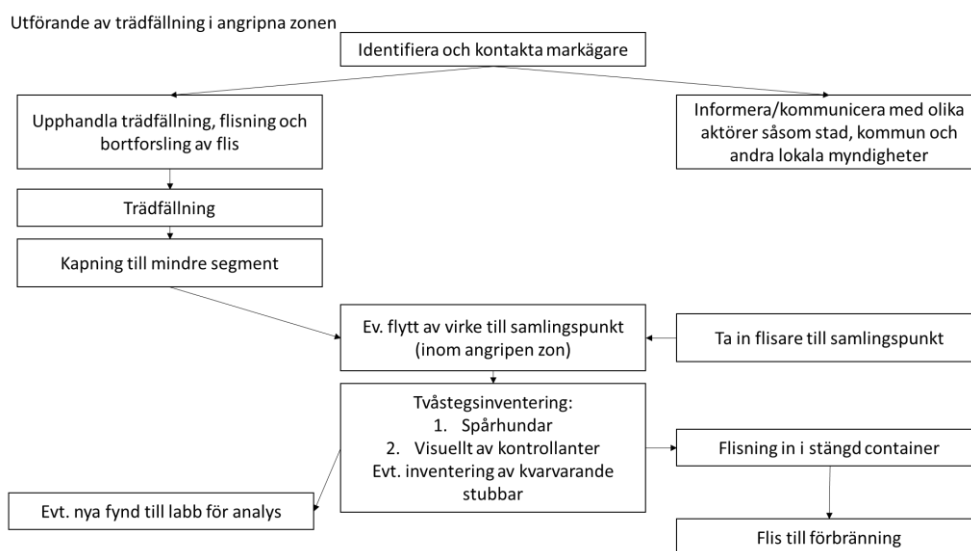 Utförande av trädfällning i angripna zonen
Identifiera och kontakta markägare
Upphandla trädfällning, flisning och
bortforsling av flis
Informera/kommunicera med olika
aktörer såsom stad, kommun och
andra lokala myndigheter
Trädfällning
Kapning till mindre segment
Ev. flytt av virke till samlingspunkt
(inom angripen zon)
Ta in flisare till samlingspunkt
Tvåstegsinventering:
1. Spårhundar
2. Visuellt av kontrollanter
Evt. inventering av kvarvarande
stubbar
Flisning in i stängd container
Evt. nya fynd till labb för analys
Flis till förbränning